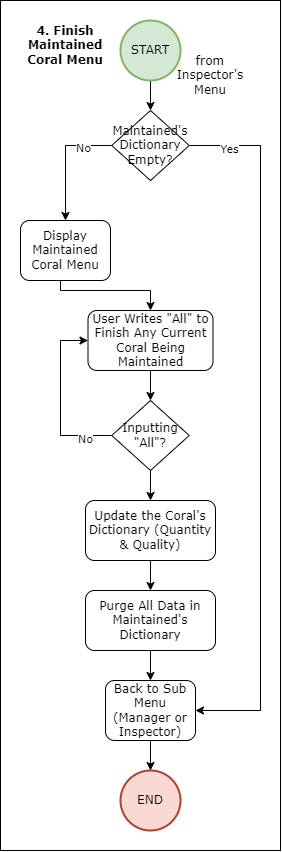 4. Finish
Maintained
Coral Menu
START
from
Inspector's
Menu
Maintained's
Dictionary
Empty?
No
Yes
Display
Maintained
Coral Menu
User Writes "All" to
Finish Any Current
Coral Being
Maintained
Inputting
"All"?
No
Update the Coral's
Dictionary (Quantity
& Quality)
Purge All Data in
Maintained's
Dictionary
Back to Sub
Menu
(Manager or
Inspector)
END